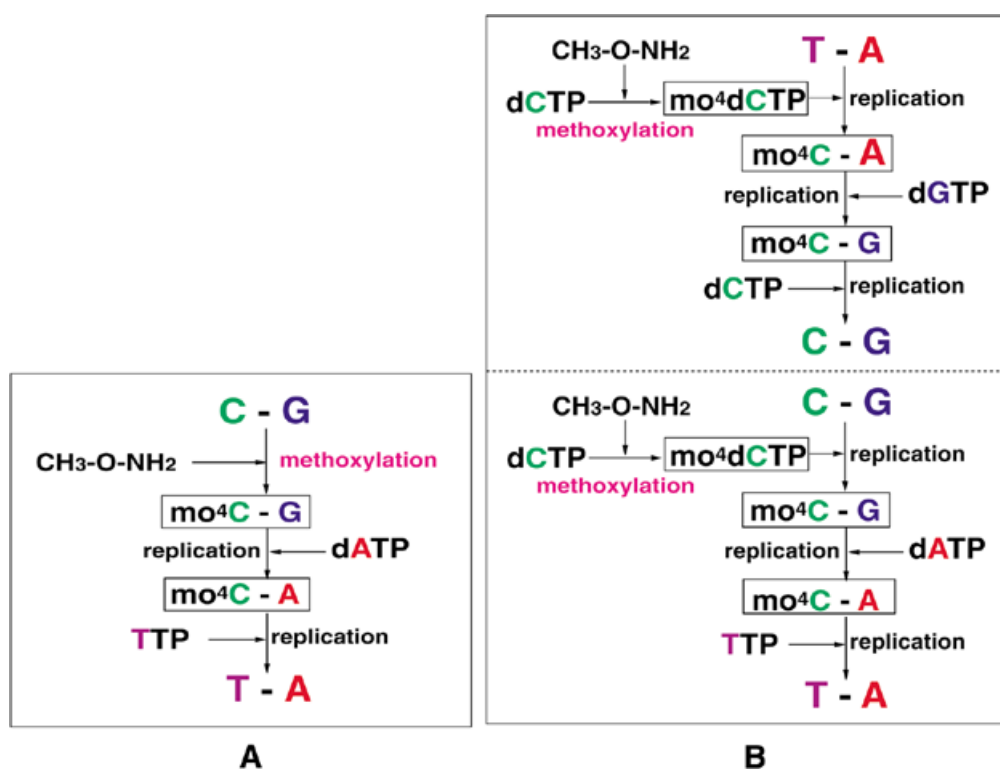 CH3-O-NH2
T - A
dCTP
mo4dCTP
replication
methoxylation
mo4C - A
replication
dGTP
mo4C - G
dCTP
replication
C - G
C - G
CH3-O-NH2
methoxylation
mo4C - G
replication
dATP
mo4C - A
TTP
replication
T - A
A
CH3-O-NH2
C - G
dCTP
mo4dCTP
replication
methoxylation
mo4C - G
replication
dATP
mo4C - A
TTP
replication
T - A
B